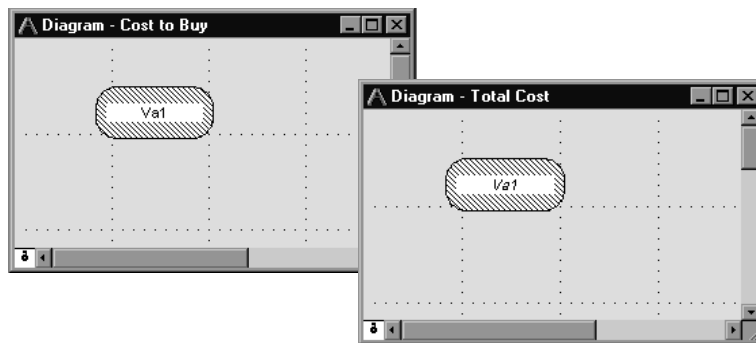 Diagram - Cost to Buy
Va1
Diagram - Total Cost
Va1